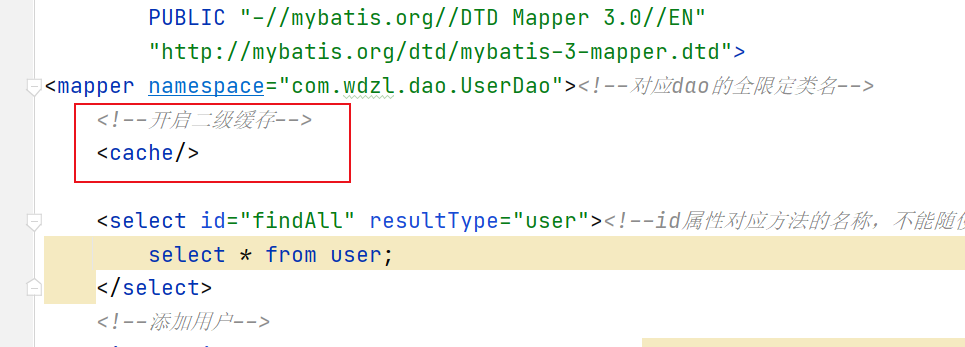 PUBLIC "-//mybatis.org//DTD Mapper 3.0//EN"
"http://mybatis.org/dtd/mybatis-3-mapper.dtd">
<mapper namespace="com.wdzl.dao.UserDao"><!--对应dao的全限定类名-->
<!--开启二级缓存-->
<cache/>
<select id="findAll" resultType="user"><!--id属性对应方法的名称，不能随
select * from user;
</select>
<!--添加用户-->